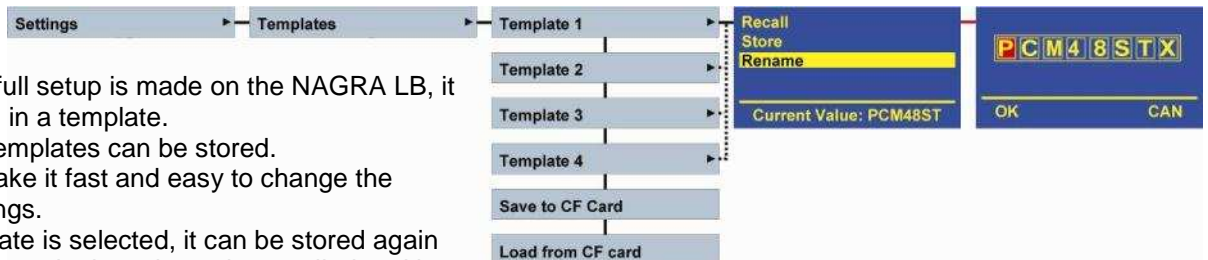 Settings
Templates
Template 1
Template 2
Template 3
Template 4
Save to CF Card
Load from CF card
Recall
Store
Rename
Current Value: PCM48ST
PCM48STX
OK CAN
full setup is made on the NAGRA LB, it
in a template.
emplates can be stored.
ake it fast and easy to change the
ngs.
ate is selected, it can be stored again